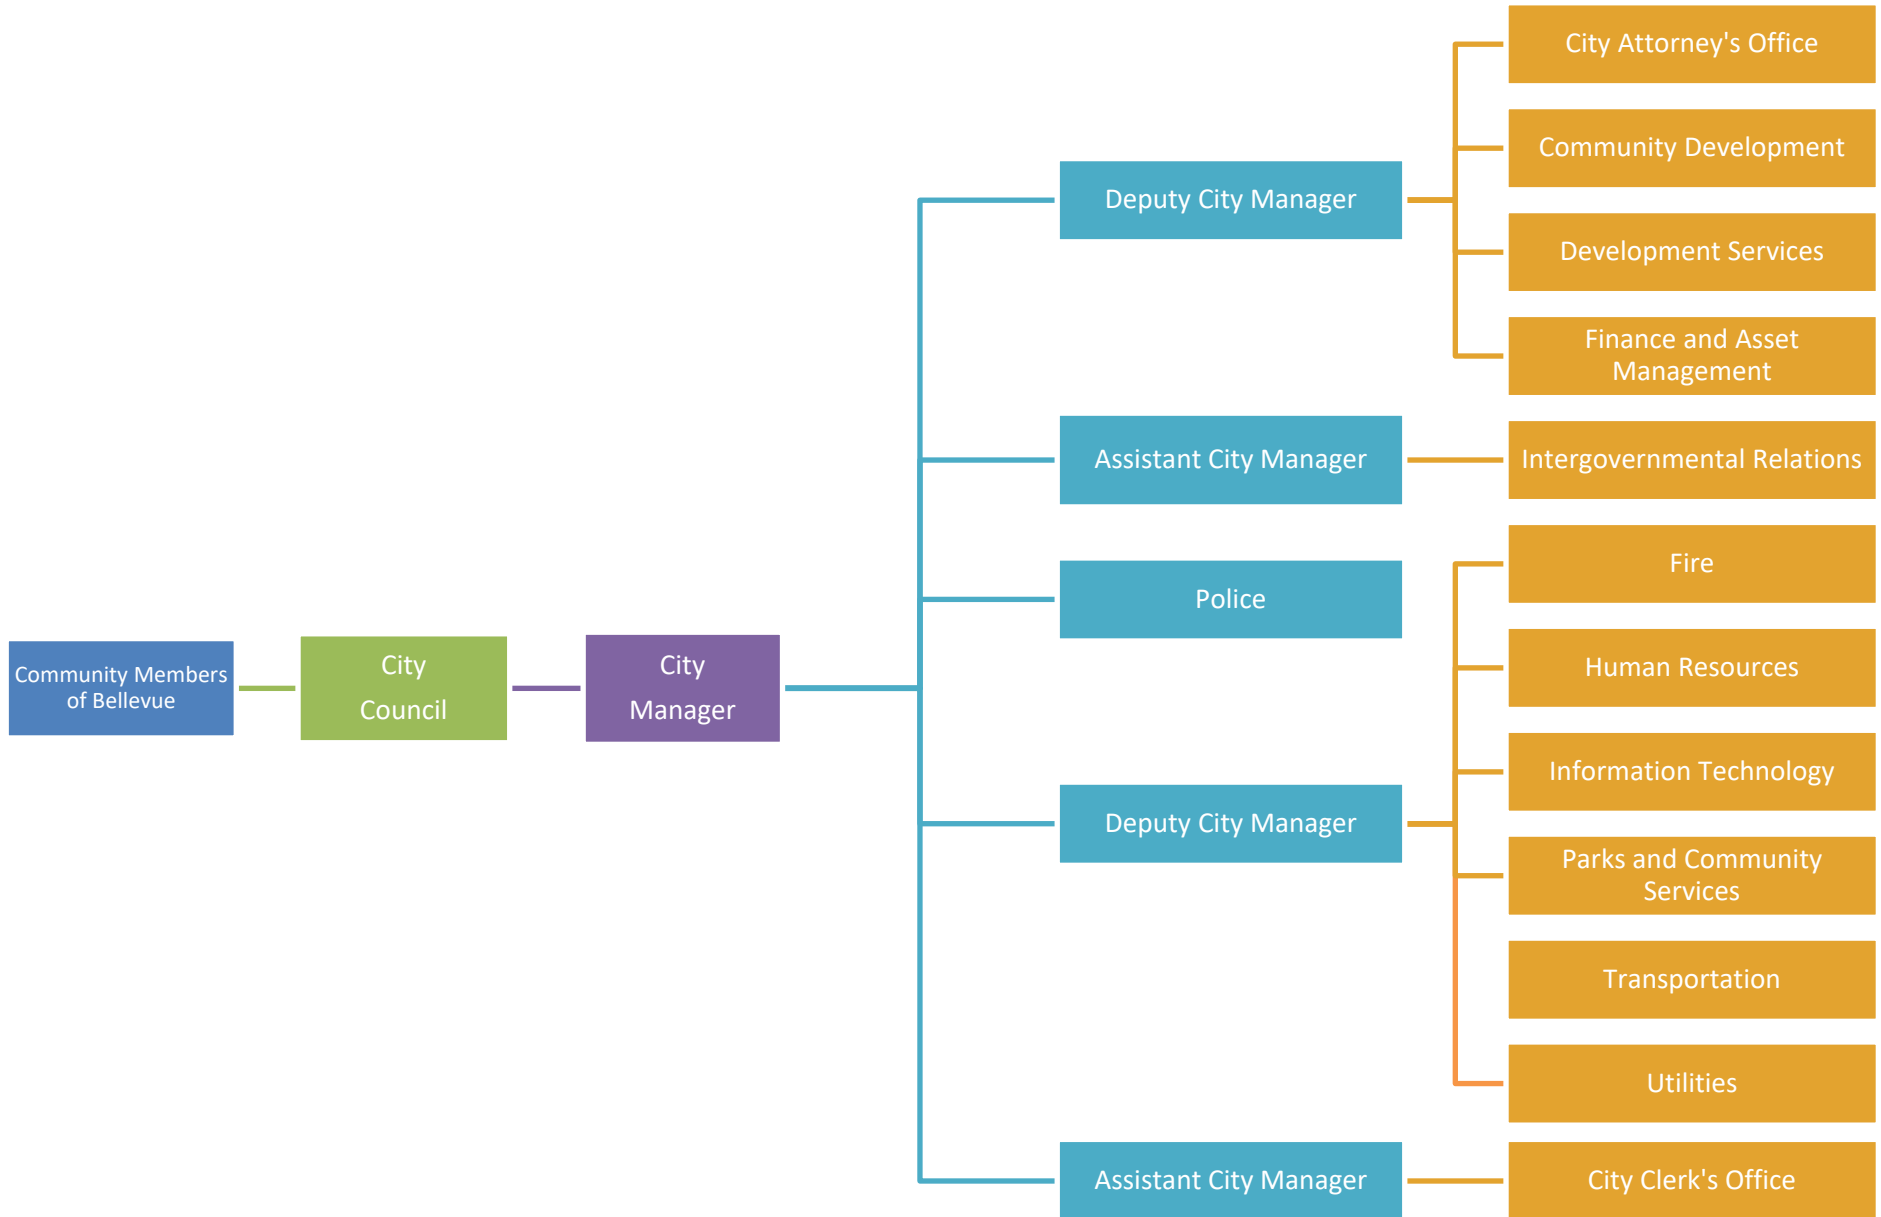 Community Members
of Bellevue
City
Council
City
Manager
Deputy City Manager
City Attorney's Office
Community Development
Development Services
Finance and Asset
Management
Assistant City Manager
Intergovernmental Relations
Police
Deputy City Manager
Fire
Human Resources
Information Technology
Parks and Community
Services
Transportation
Utilities
Assistant City Manager
City Clerk's Office